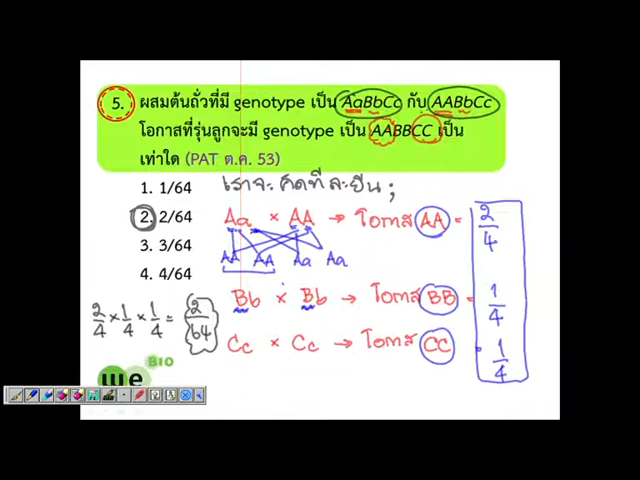 5. ผสมต้นถั่วที่มี genotype เป็น AaBbCc กับ AABbCc
โอกาสที่รุ่นลูกจะมี genotype เป็น AABBCC เป็น
เท่าใด (PAT ต.ค. 53)
1. 1/64
เราจะคิดทีละยีน ;
2. 2/64
Aa × AA → โอกาส AA = 2/4
3. 3/64
AA AA Aa Aa
4. 4/64
Bb × Bb → โอกาส BB = 1/4
2/4 × 1/4 × 1/4 = 2/64
Cc × Cc → โอกาส CC = 1/4
we BIO